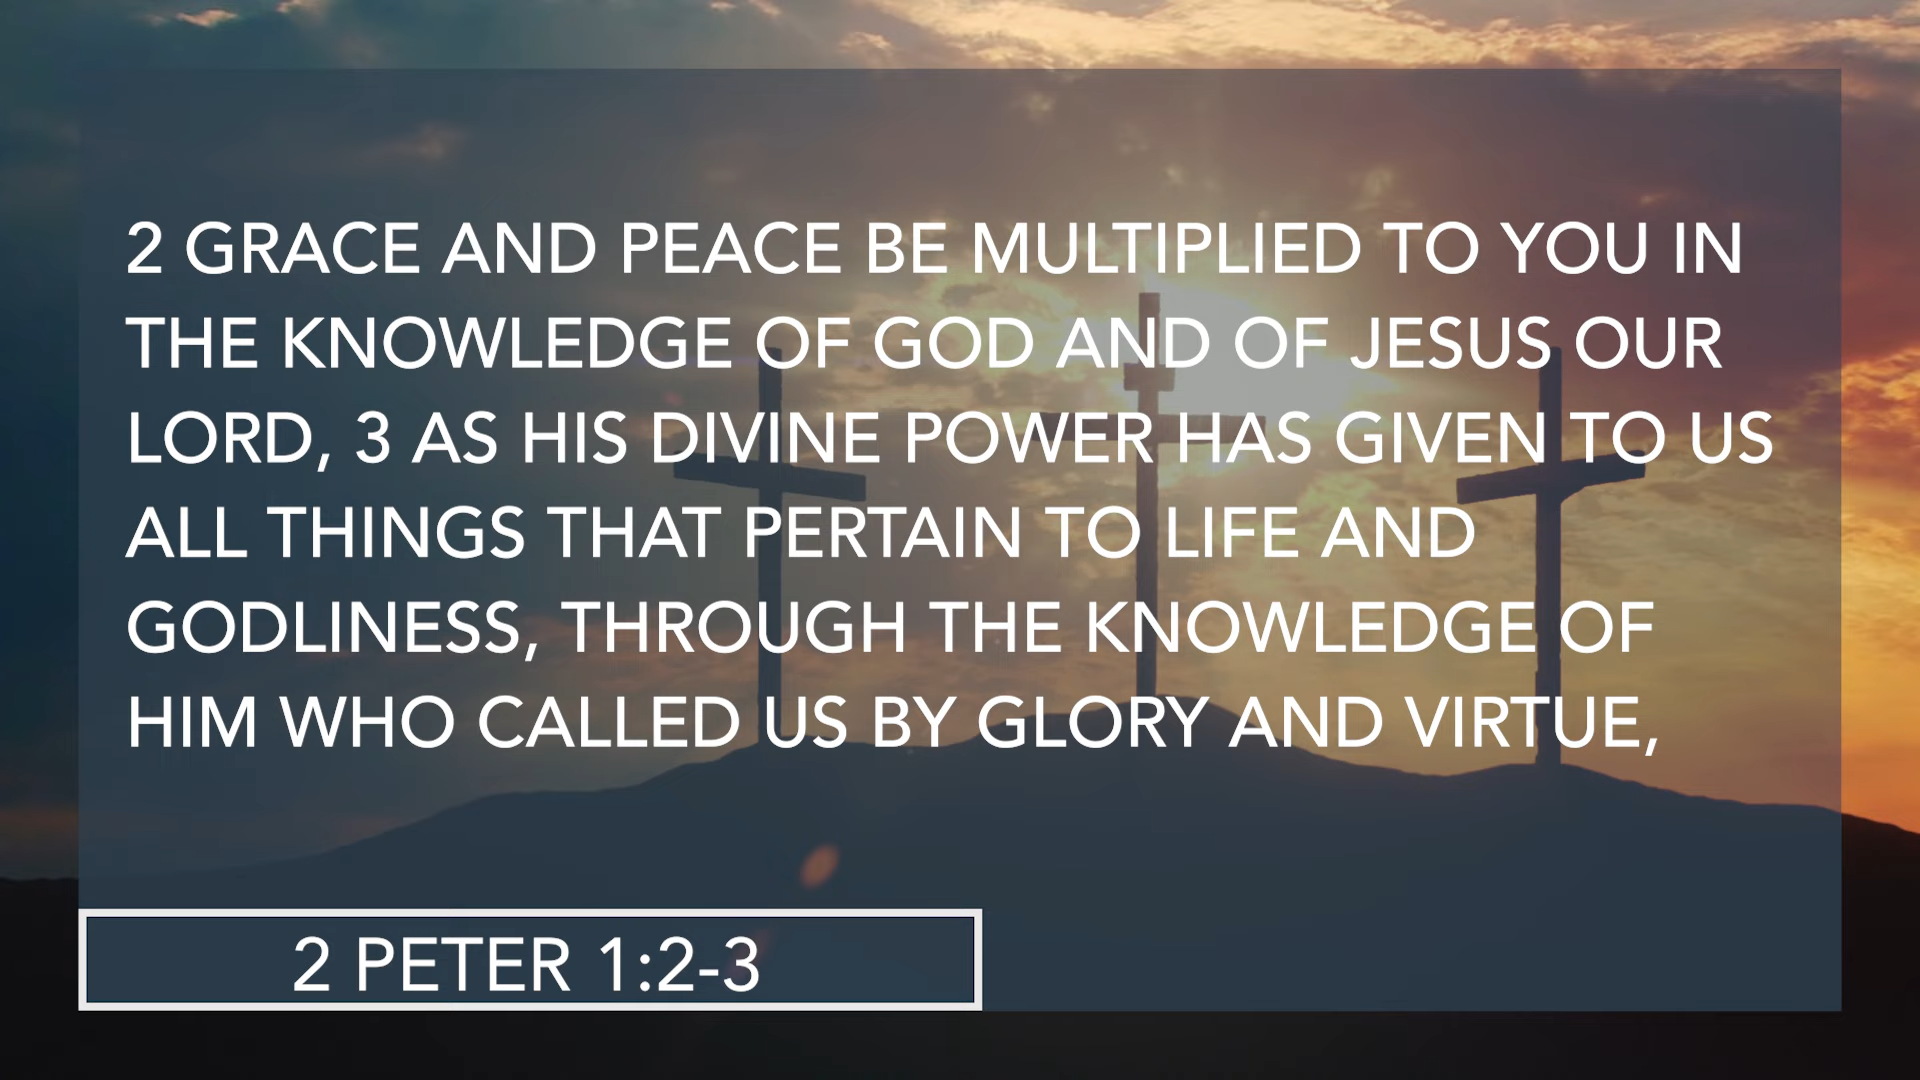 2 GRACE AND PEACE BE MULTIPLIED TO YOU IN
THE KNOWLEDGE OF GOD AND OF JESUS OUR
LORD, 3 AS HIS DIVINE POWER HAS GIVEN TO US
ALL THINGS THAT PERTAIN TO LIFE AND
GODLINESS, THROUGH THE KNOWLEDGE OF
HIM WHO CALLED US BY GLORY AND VIRTUE,
2 PETER 1:2-3